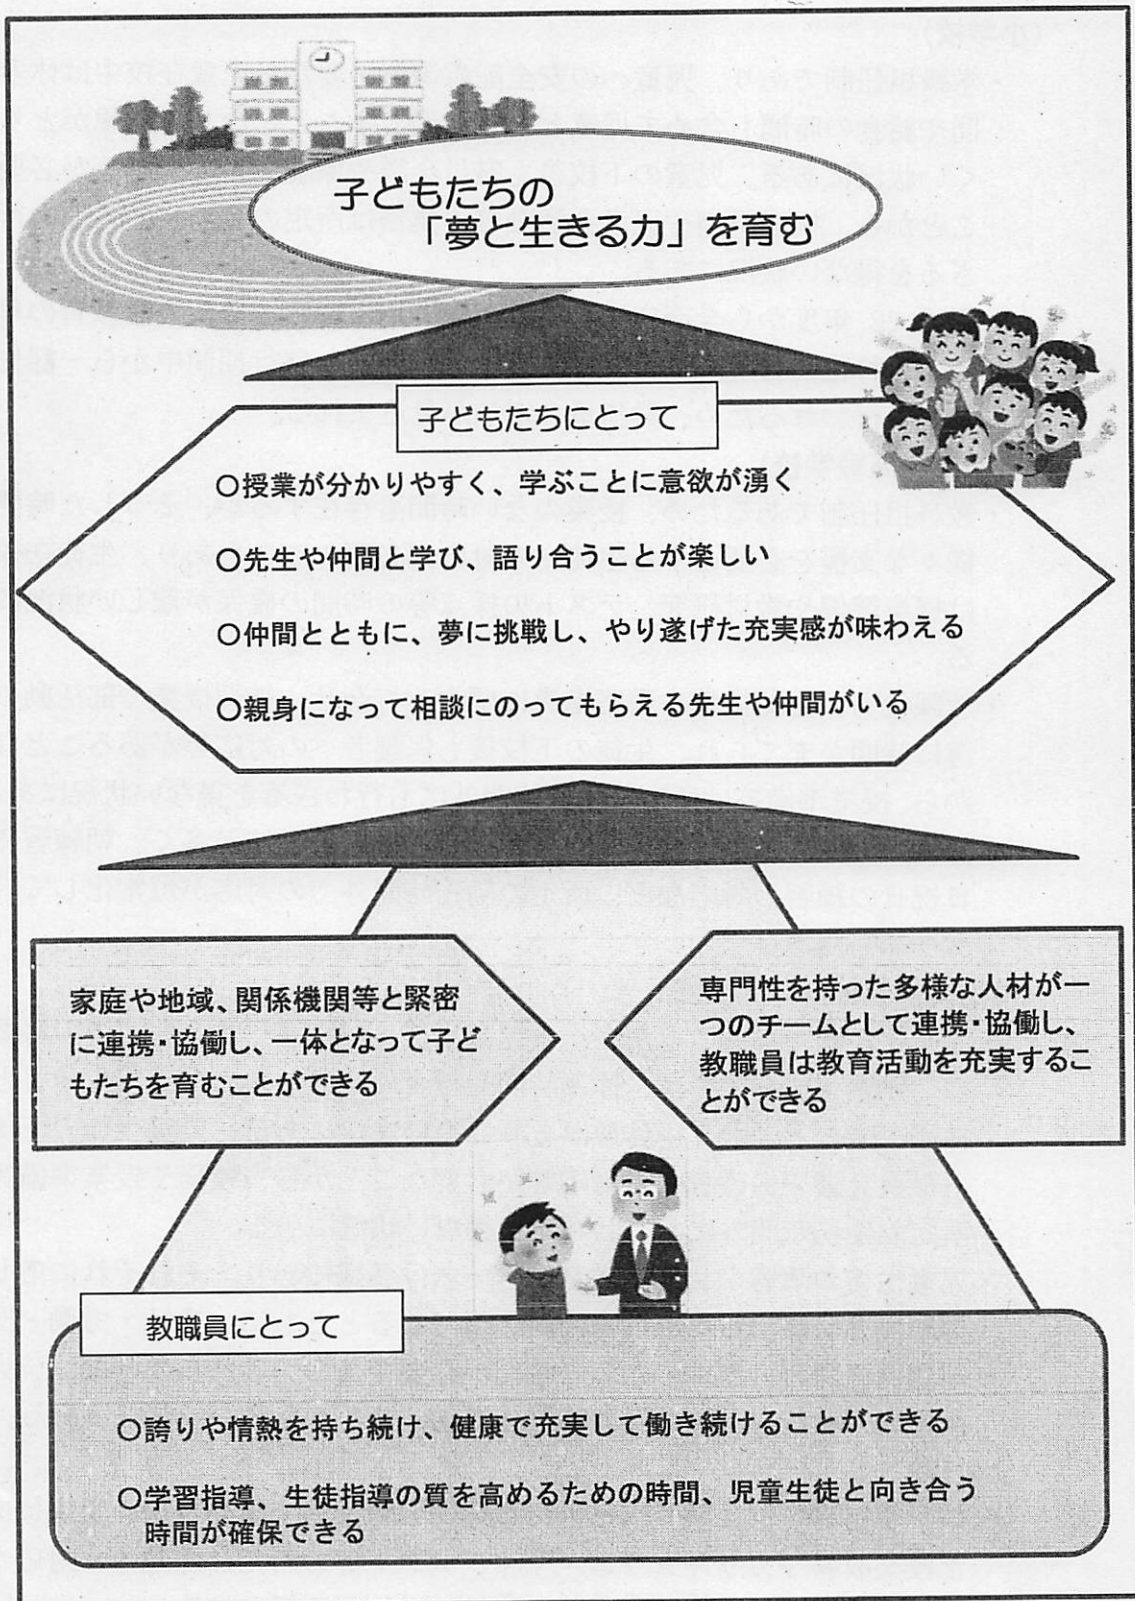 子どもたちの
「夢と生きる力」を育む
子どもたちにとって
○授業が分かりやすく、学ぶことに意欲が湧く
○先生や仲間と学び、語り合うことが楽しい
○仲間とともに、夢に挑戦し、やり遂げた充実感が味わえる
○親身になって相談にのってもらえる先生や仲間がいる
家庭や地域、関係機関等と緊密
に連携・協働し、一体となって子ど
もたちを育むことができる
専門性を持った多様な人材が一
つのチームとして連携・協働し、
教職員は教育活動を充実するこ
とができる
教職員にとって
○誇りや情熱を持ち続け、健康で充実して働き続けることができる
○学習指導、生徒指導の質を高めるための時間、児童生徒と向き合う
時間が確保できる